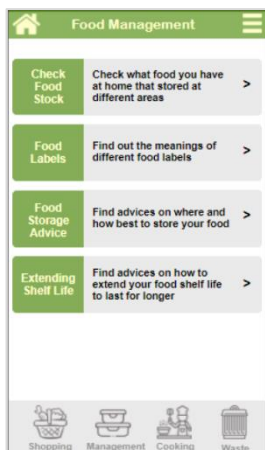 Food Management
Check
Food
Stock
Check what food you have
at home that stored at
different areas
>
Food
Labels
Find out the meanings of
different food labels
>
Food
Storage
Advice
Find advices on where and
how best to store your food
>
Extending
Shelf Life
Find advices on how to
extend your food shelf life
to last for longer
>
Shopping Management Cooking Waste